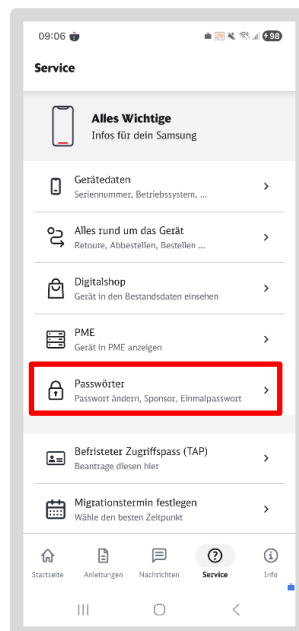 09:06
98
Service
Alles Wichtige
Infos für dein Samsung
Gerätedaten
Seriennummer, Betriebssystem, ...
Alles rund um das Gerät
Retoure, Abbestellen, Bestellen ...
Digitalshop
Gerät in den Bestandsdaten einsehen
PME
Gerät in PME anzeigen
Passwörter
Passwort ändern, Sponsor, Einmalpasswort
Befristeter Zugriffspass (TAP)
Beantrage diesen hier
Migrationstermin festlegen
Wähle den besten Zeitpunkt
Startseite Anleitungen Nachrichten Service Info